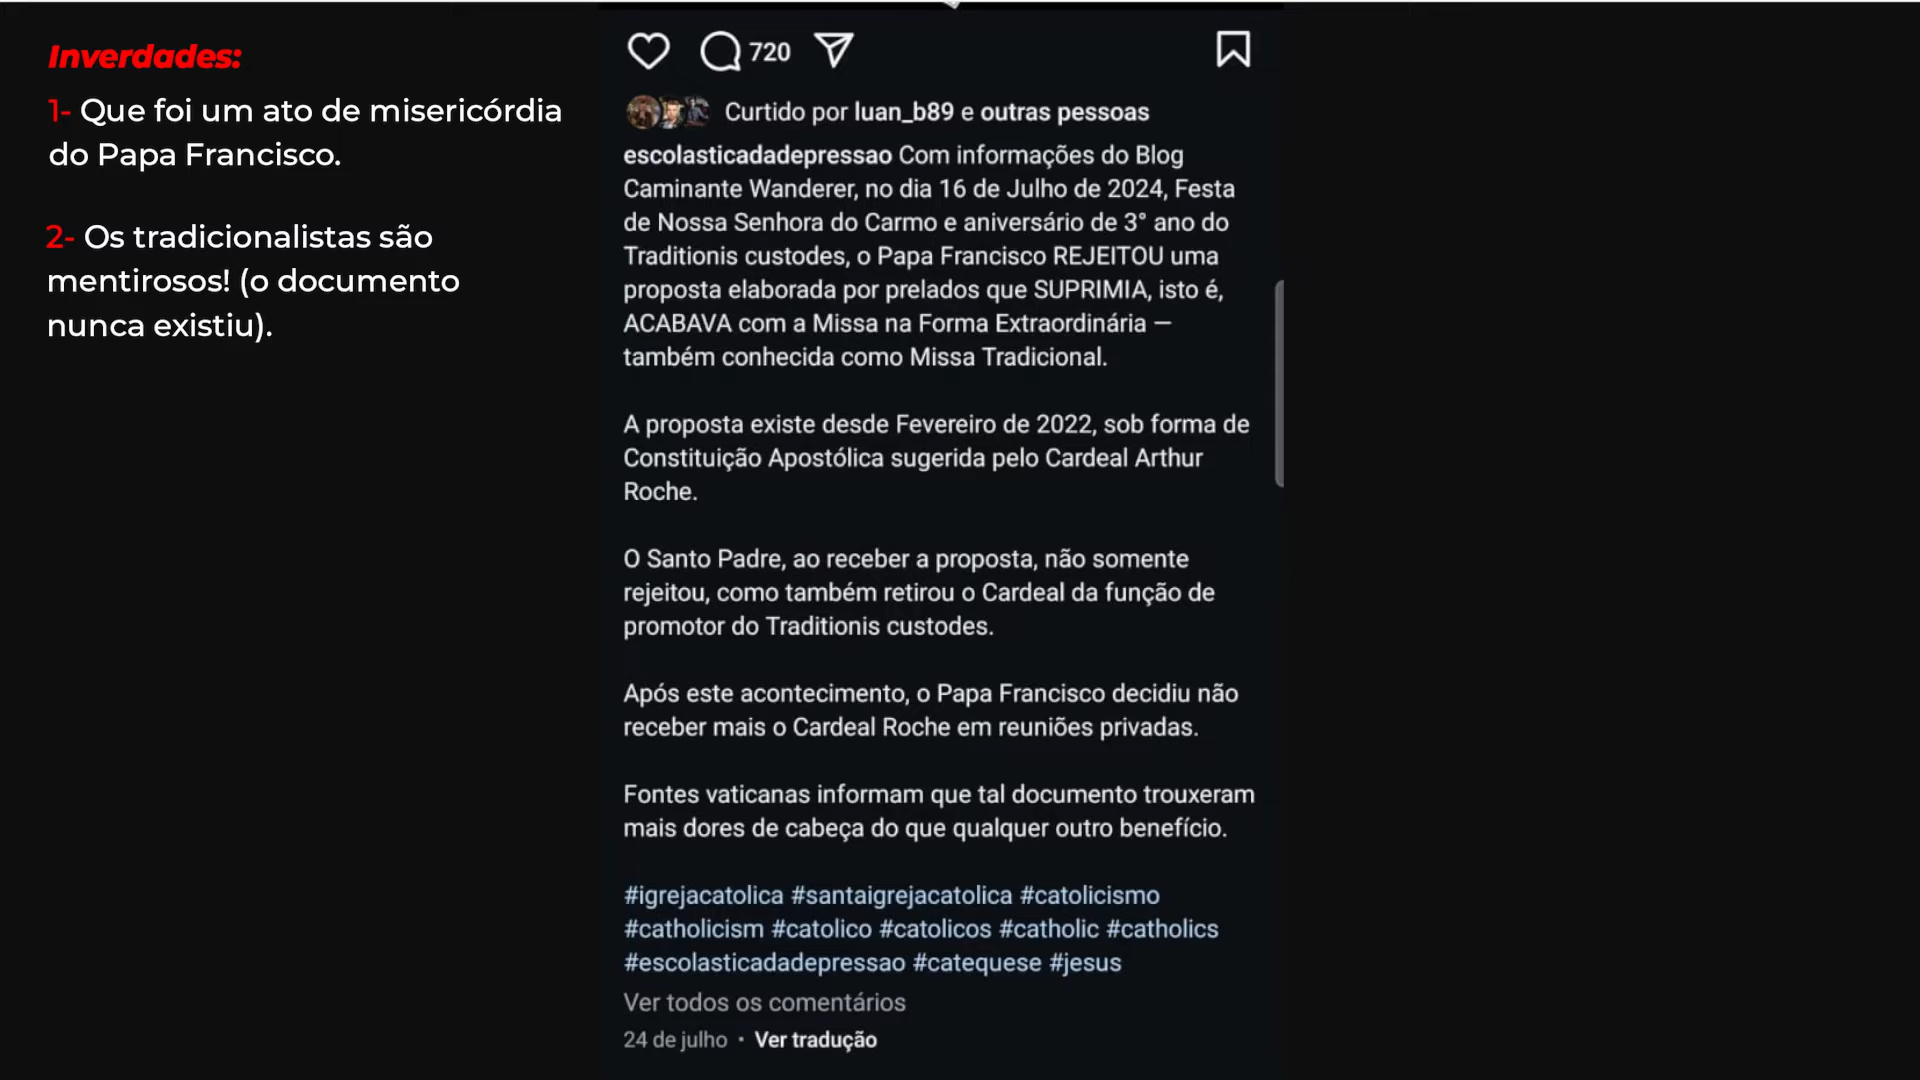 Inverdades:
1- Que foi um ato de misericórdia
do Papa Francisco.
2- Os tradicionalistas são
mentirosos! (o documento
nunca existiu).
720
Curtido por luan_b89 e outras pessoas
escolasticadadepressao Com informações do Blog
Caminante Wanderer, no dia 16 de Julho de 2024, Festa
de Nossa Senhora do Carmo e aniversário de 3° ano do
Traditionis custodes, o Papa Francisco REJEITOU uma
proposta elaborada por prelados que SUPRIMIA, isto é,
ACABAVA com a Missa na Forma Extraordinária —
também conhecida como Missa Tradicional.
A proposta existe desde Fevereiro de 2022, sob forma de
Constituição Apostólica sugerida pelo Cardeal Arthur
Roche.
O Santo Padre, ao receber a proposta, não somente
rejeitou, como também retirou o Cardeal da função de
promotor do Traditionis custodes.
Após este acontecimento, o Papa Francisco decidiu não
receber mais o Cardeal Roche em reuniões privadas.
Fontes vaticanas informam que tal documento trouxeram
mais dores de cabeça do que qualquer outro benefício.
#igrejacatolica #santaigrejacatolica #catolicismo
#catholicism #catolico #catolicos #catholic #catholics
#escolasticadadepressao #catequese #jesus
Ver todos os comentários
24 de julho • Ver tradução